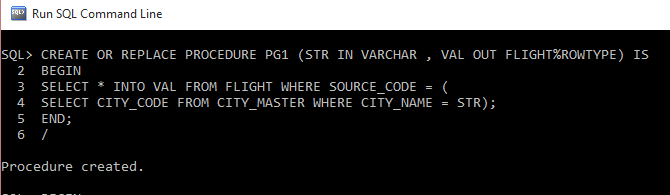 Run SQL Command Line
SQL> CREATE OR REPLACE PROCEDURE PG1 (STR IN VARCHAR , VAL OUT FLIGHT%ROWTYPE) IS
2 BEGIN
3 SELECT * INTO VAL FROM FLIGHT WHERE SOURCE_CODE = (
4 SELECT CITY_CODE FROM CITY_MASTER WHERE CITY_NAME = STR);
5 END;
6 /
Procedure created.